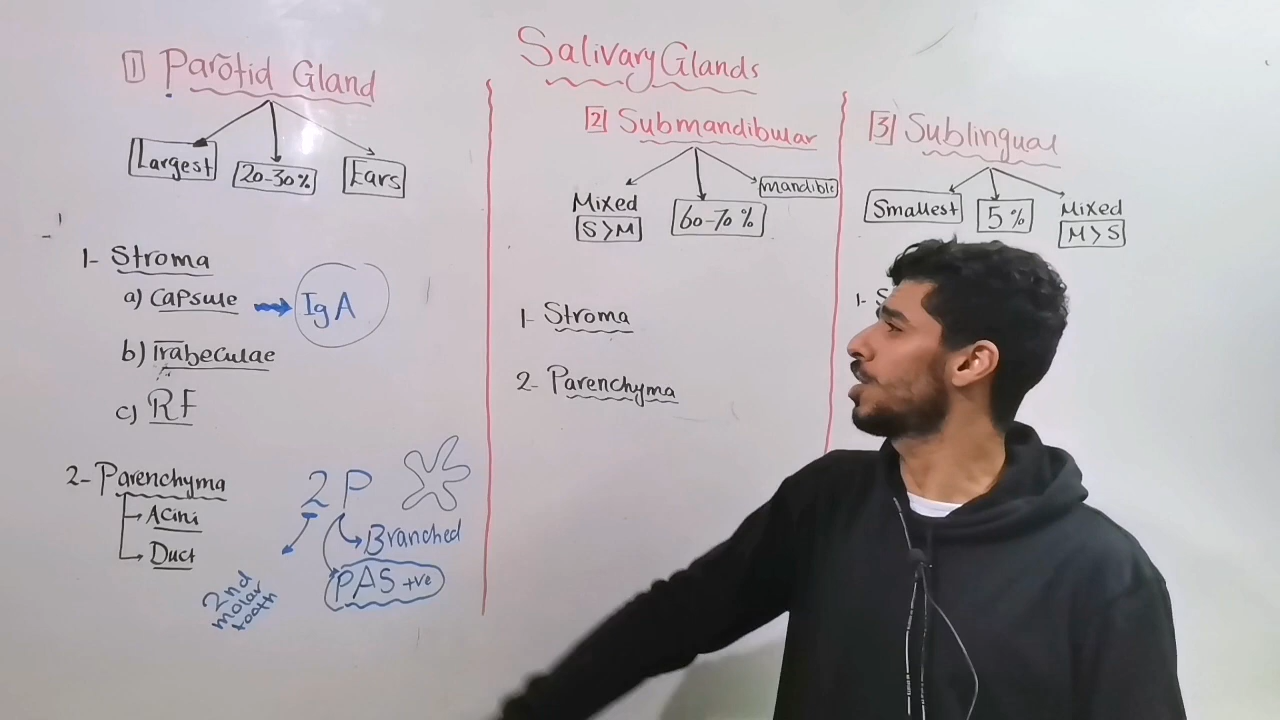 Salivary Glands
1 Parotid Gland
Largest
20-30%
Ears
1- Stroma
a) Capsule → IgA
b) Trabeculae
c) RF
2- Parenchyma
Acini
Duct
2P
Branched
PAS +ve
2nd
molar
tooth
2 Submandibular
Mixed
S > M
60-70%
mandible
1- Stroma
2- Parenchyma
3 Sublingual
Smallest
5%
Mixed
M > S
1- S